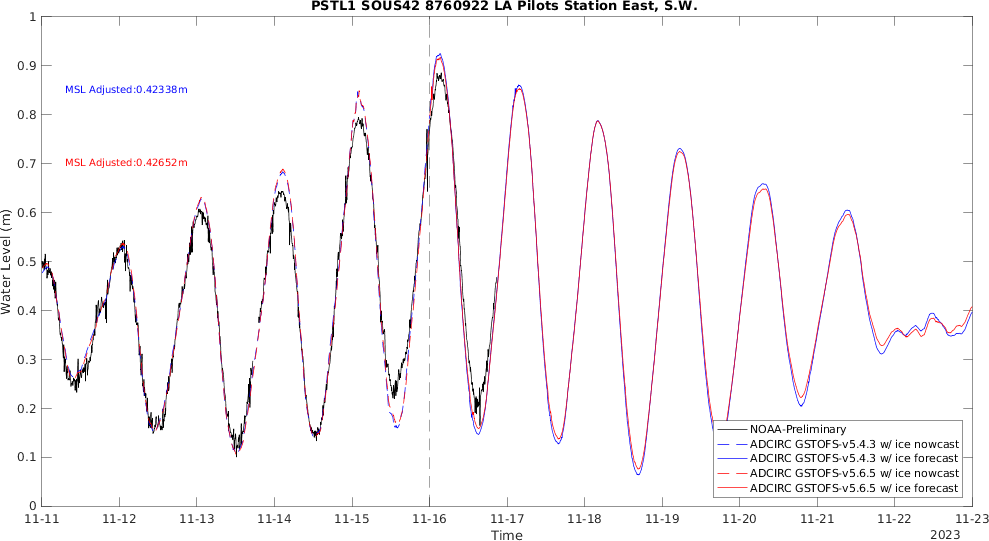 PSTL1 SOUS42 8760922 LA Pilots Station East, S.W.
1
0.9
0.8
0.7
0.6
0.5
0.4
0.3
0.2
0.1
0
Water Level (m)
MSL Adjusted:0.42338m
MSL Adjusted:0.42652m
NOAA-Preliminary
ADCIRC GSTOFS-v5.4.3 w/ ice nowcast
ADCIRC GSTOFS-v5.4.3 w/ ice forecast
ADCIRC GSTOFS-v5.6.5 w/ ice nowcast
ADCIRC GSTOFS-v5.6.5 w/ ice forecast
11-11 11-12 11-13 11-14 11-15 11-16 11-17 11-18 11-19 11-20 11-21 11-22 11-23
Time
2023